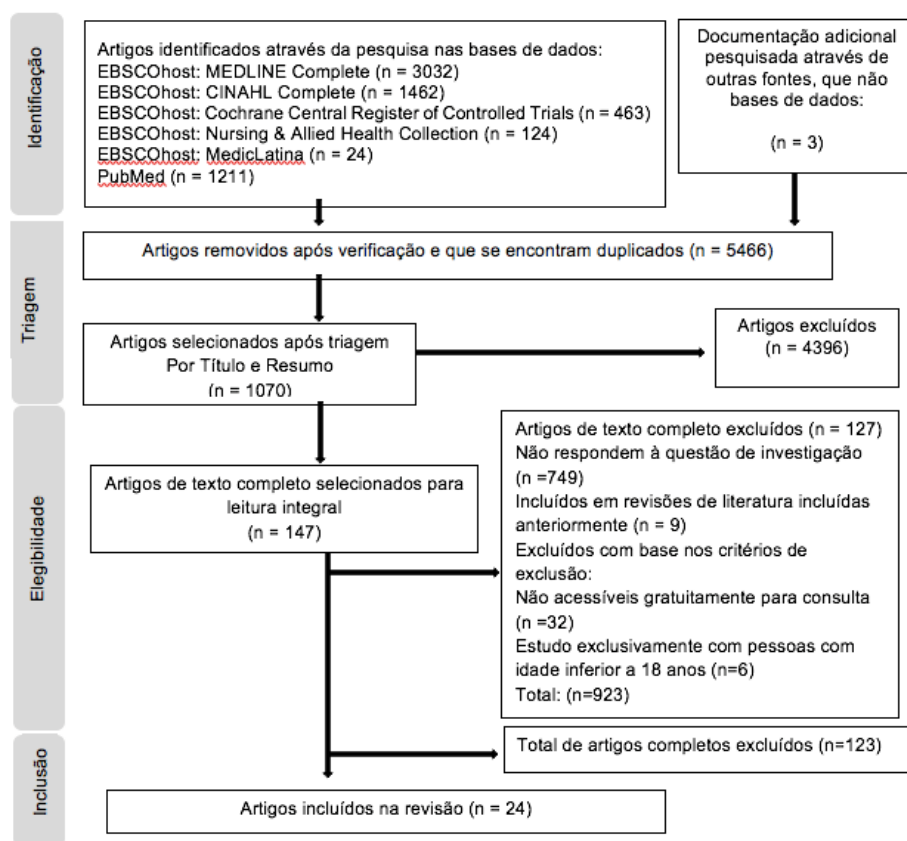 Identificação
Artigos identificados através da pesquisa nas bases de dados:
EBSCOhost: MEDLINE Complete (n = 3032)
EBSCOhost: CINAHL Complete (n = 1462)
EBSCOhost: Cochrane Central Register of Controlled Trials (n = 463)
EBSCOhost: Nursing & Allied Health Collection (n = 124)
EBSCOhost: MedicLatina (n = 24)
PubMed (n = 1211)
Documentação adicional
pesquisada através de
outras fontes, que não
bases de dados:
(n = 3)
Triagem
Artigos removidos após verificação e que se encontram duplicados (n = 5466)
Artigos selecionados após triagem
Por Título e Resumo
(n = 1070)
Artigos excluídos
(n = 4396)
Elegibilidade
Artigos de texto completo selecionados para
leitura integral
(n = 147)
Artigos de texto completo excluídos (n = 127)
Não respondem à questão de investigação
(n =749)
Incluídos em revisões de literatura incluídas
anteriormente (n = 9)
Excluídos com base nos critérios de
exclusão:
Não acessíveis gratuitamente para consulta
(n =32)
Estudo exclusivamente com pessoas com
idade inferior a 18 anos (n=6)
Total: (n=923)
Inclusão
Total de artigos completos excluídos (n=123)
Artigos incluídos na revisão (n = 24)